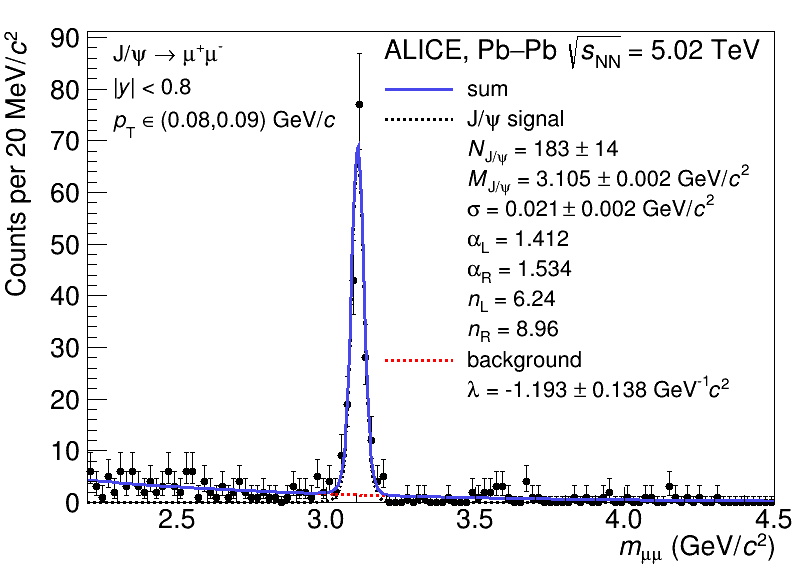 90
80
70
60
50
40
30
20
10
0
Counts per 20 MeV/c²
J/ψ → μ⁺μ⁻
|y| < 0.8
p_T ∈ (0.08,0.09) GeV/c
ALICE, Pb–Pb √s_NN = 5.02 TeV
sum
J/ψ signal
N_J/ψ = 183 ± 14
M_J/ψ = 3.105 ± 0.002 GeV/c²
σ = 0.021 ± 0.002 GeV/c²
α_L = 1.412
α_R = 1.534
n_L = 6.24
n_R = 8.96
background
λ = -1.193 ± 0.138 GeV⁻¹c²
2.5 3.0 3.5 4.0 4.5
m_μμ (GeV/c²)